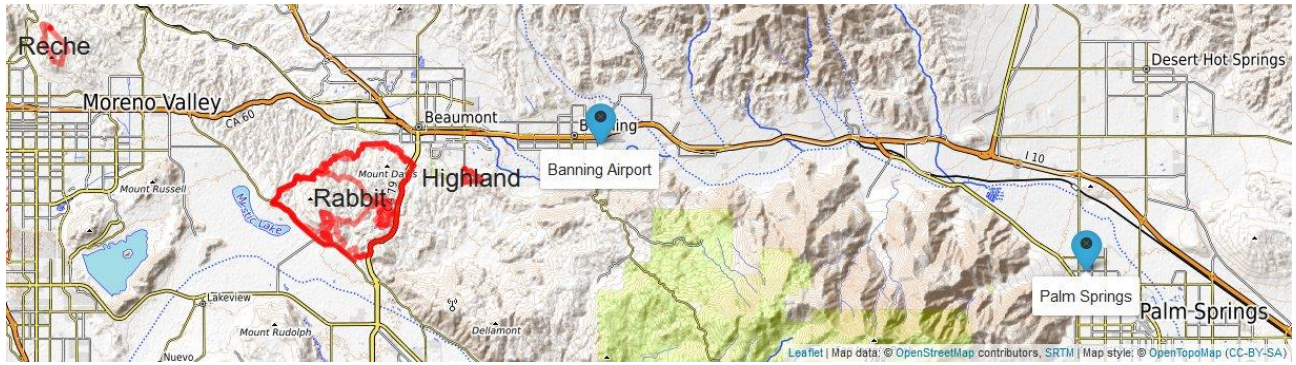 Reche
Desert Hot Springs
Moreno Valley
CA 60
Beaumont
Banning
I 10
Banning Airport
Mount Russell
Mount Davis
Highland
79
Rabbit
Mystic Lake
Palm Springs
Palm Springs
Lakeview
Mount Rudolph
Dellamont
Nuevo
Leaflet | Map data: © OpenStreetMap contributors, SRTM | Map style: © OpenTopoMap (CC-BY-SA)